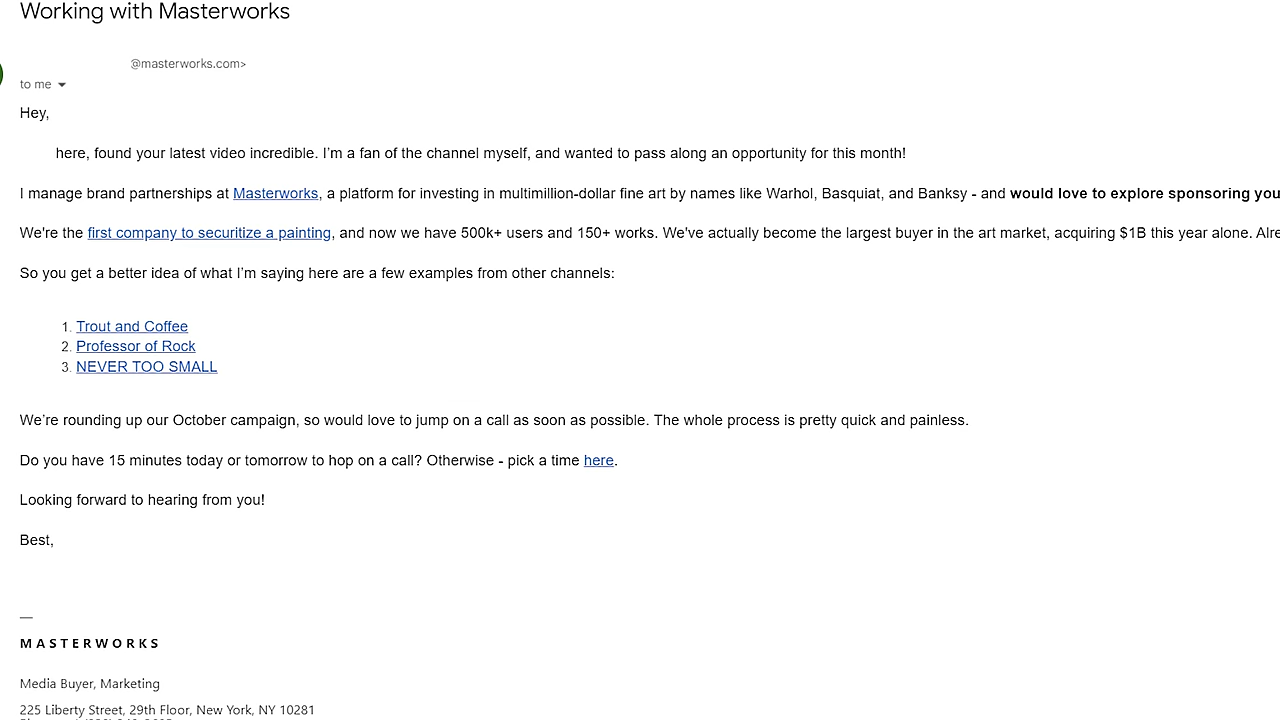 Working with Masterworks
@masterworks.com>
to me
Hey,
here, found your latest video incredible. I'm a fan of the channel myself, and wanted to pass along an opportunity for this month!
I manage brand partnerships at Masterworks, a platform for investing in multimillion-dollar fine art by names like Warhol, Basquiat, and Banksy - and would love to explore sponsoring you
We're the first company to securitize a painting, and now we have 500k+ users and 150+ works. We've actually become the largest buyer in the art market, acquiring $1B this year alone. Alre
So you get a better idea of what I'm saying here are a few examples from other channels:
1. Trout and Coffee
2. Professor of Rock
3. NEVER TOO SMALL
We're rounding up our October campaign, so would love to jump on a call as soon as possible. The whole process is pretty quick and painless.
Do you have 15 minutes today or tomorrow to hop on a call? Otherwise - pick a time here.
Looking forward to hearing from you!
Best,
—
MASTERWORKS
Media Buyer, Marketing
225 Liberty Street, 29th Floor, New York, NY 10281